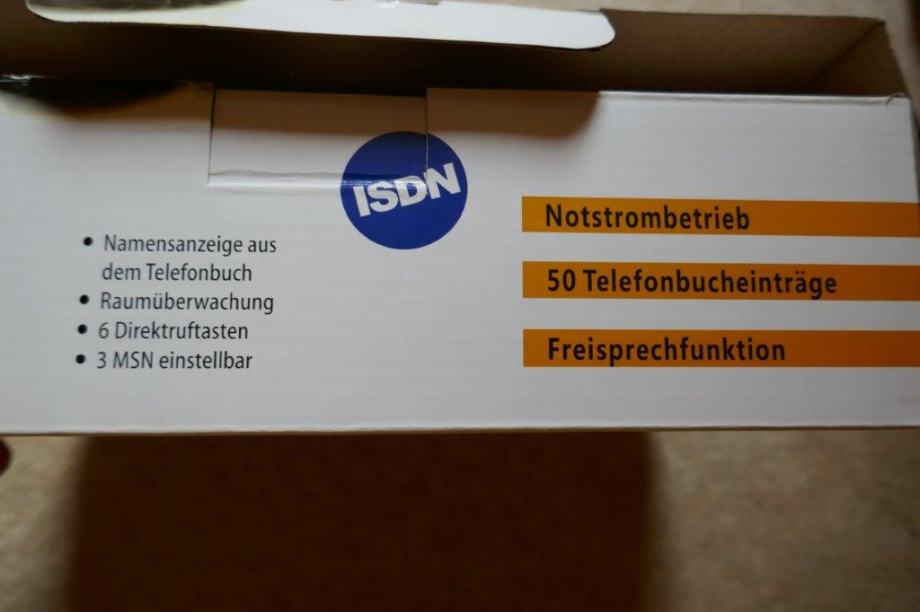 ISDN
• Namensanzeige aus
dem Telefonbuch
• Raumüberwachung
• 6 Direktruftasten
• 3 MSN einstellbar
Notstrombetrieb
50 Telefonbucheinträge
Freisprechfunktion